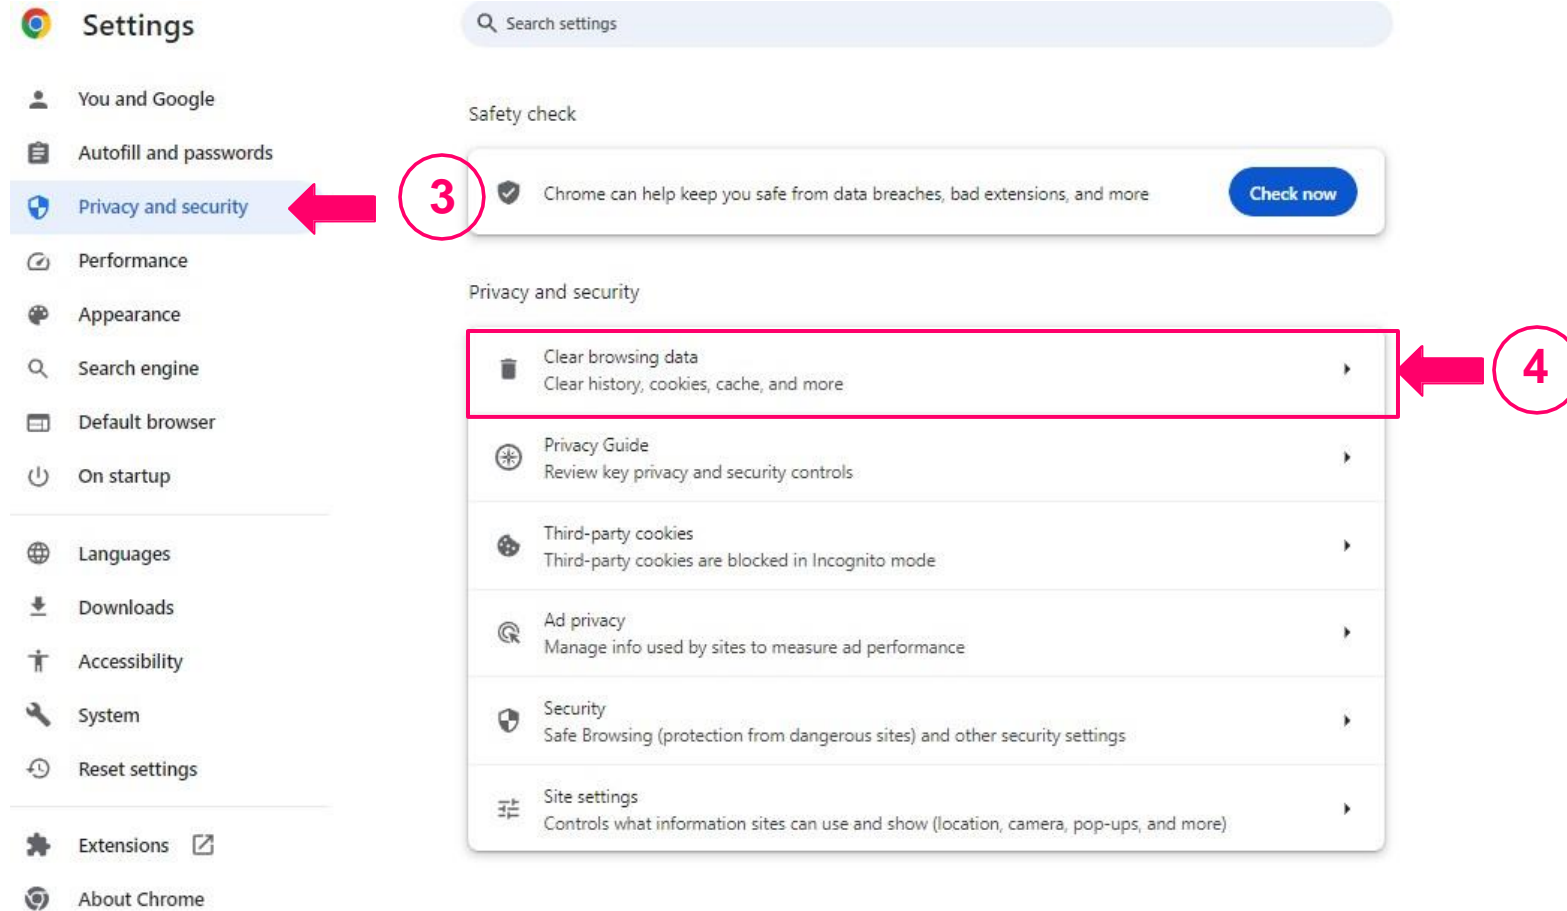 Settings
Search settings
You and Google
Autofill and passwords
Privacy and security
Performance
Appearance
Search engine
Default browser
On startup
Languages
Downloads
Accessibility
System
Reset settings
Extensions
About Chrome
3
Safety check
Chrome can help keep you safe from data breaches, bad extensions, and more
Check now
Privacy and security
Clear browsing data
Clear history, cookies, cache, and more
4
Privacy Guide
Review key privacy and security controls
Third-party cookies
Third-party cookies are blocked in Incognito mode
Ad privacy
Manage info used by sites to measure ad performance
Security
Safe Browsing (protection from dangerous sites) and other security settings
Site settings
Controls what information sites can use and show (location, camera, pop-ups, and more)